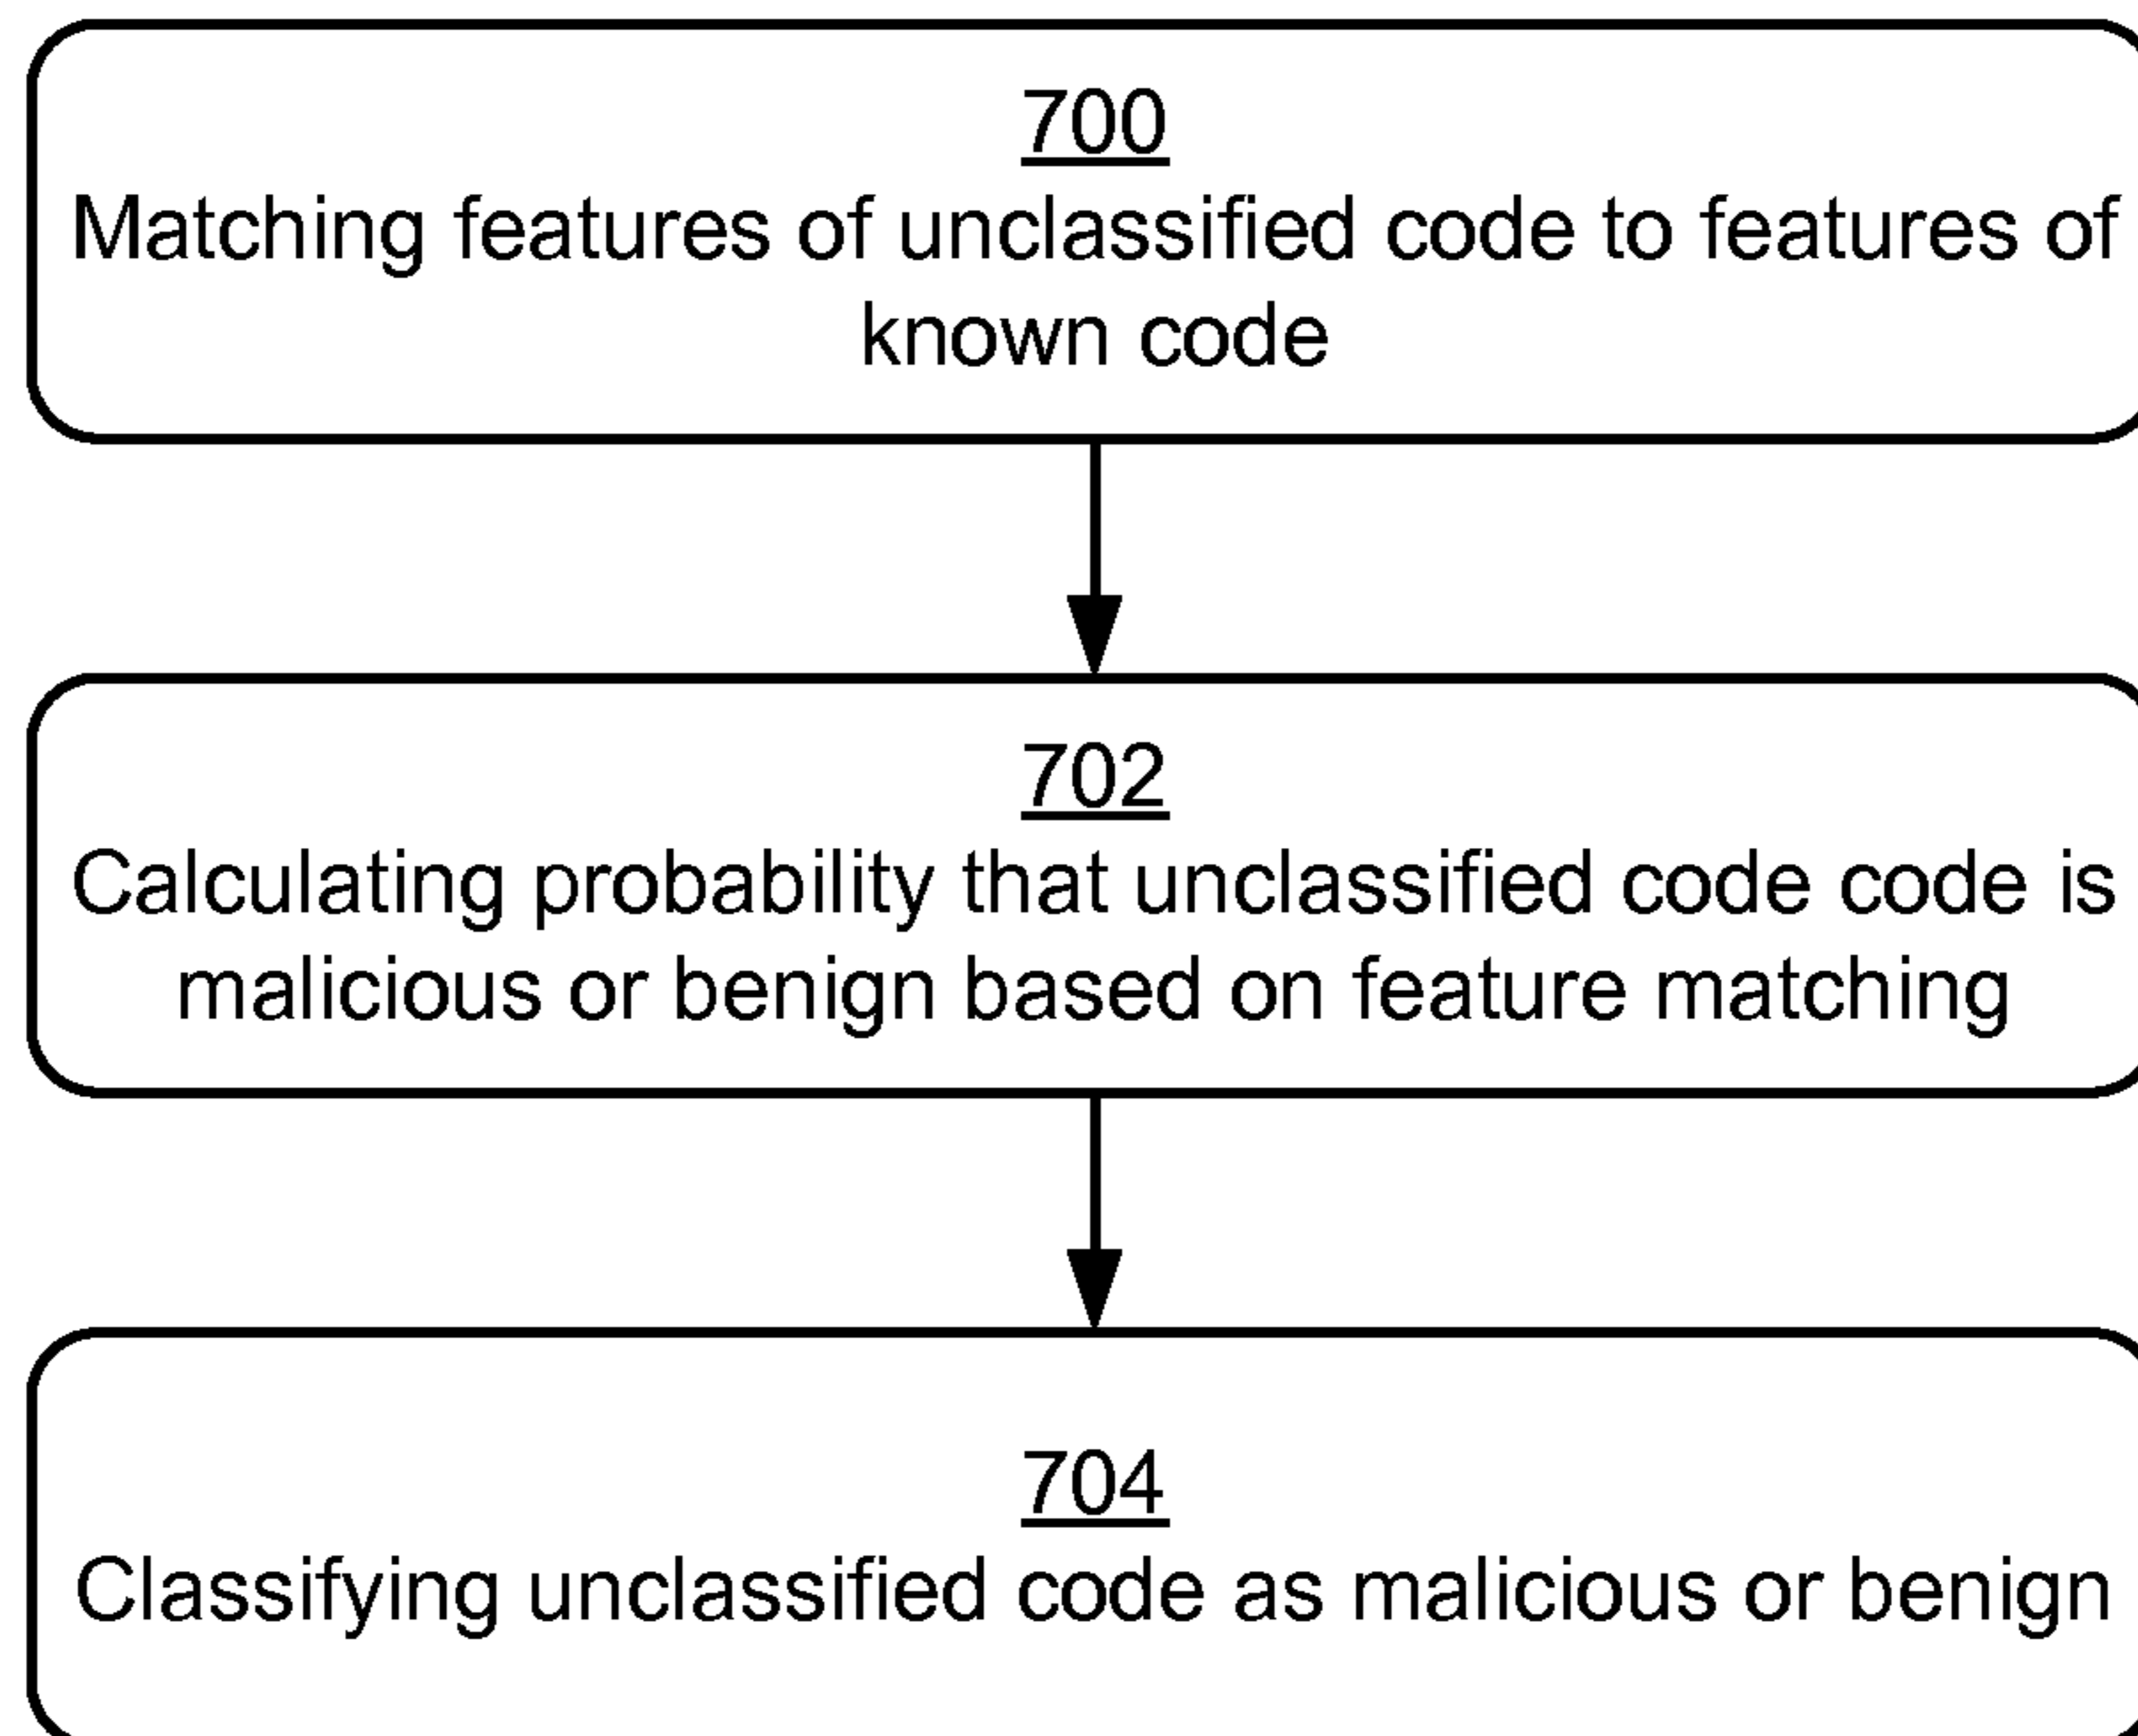 700
Matching features of unclassified code to features of
known code
702
Calculating probability that unclassified code code is
malicious or benign based on feature matching
704
Classifying unclassified code as malicious or benign